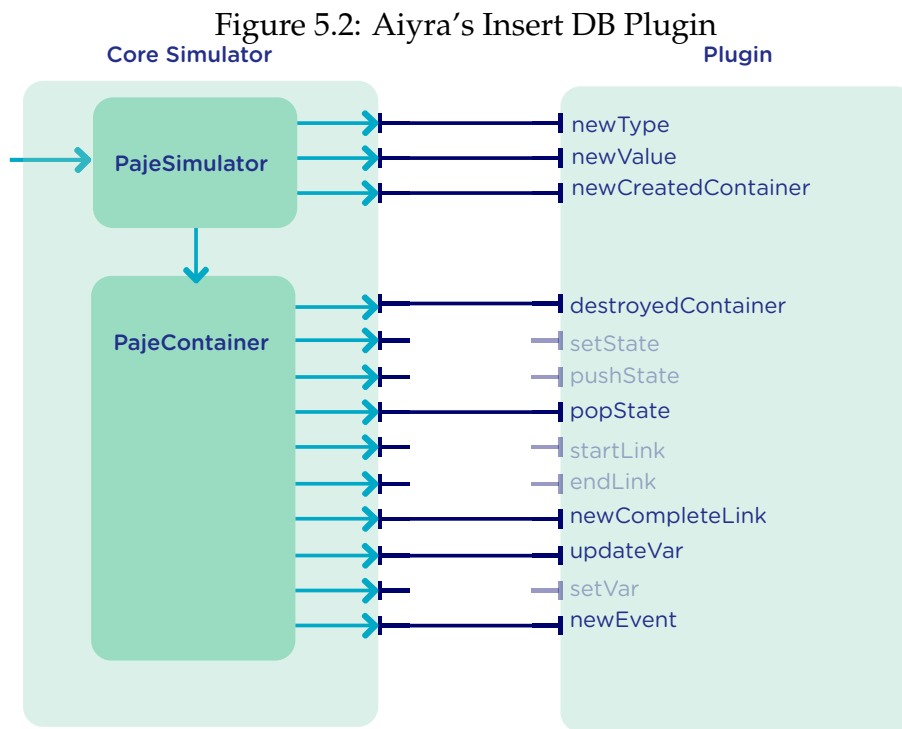 Figure 5.2: Aiyra's Insert DB Plugin
Core Simulator
Plugin
PajeSimulator
newType
newValue
newCreatedContainer
PajeContainer
destroyedContainer
setState
pushState
popState
startLink
endLink
newCompleteLink
updateVar
setVar
newEvent